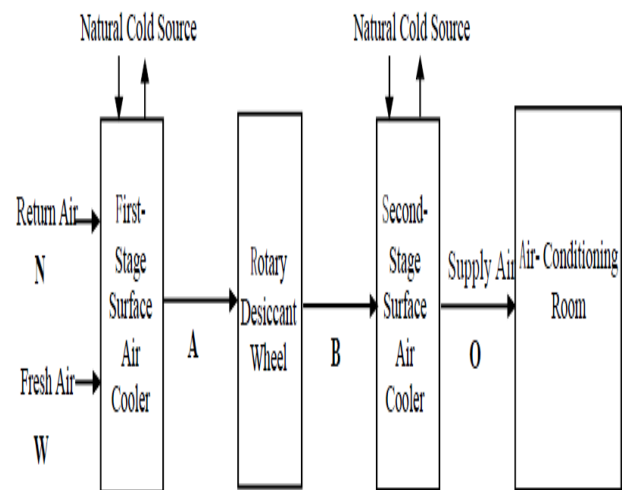 Natural Cold Source
Natural Cold Source
Return Air
N
Fresh Air
W
First-
Stage
Surface
Air
Cooler
A
Rotary
Desiccant
Wheel
B
Second-
Stage
Surface
Air
Cooler
Supply Air
O
Air- Conditioning
Room